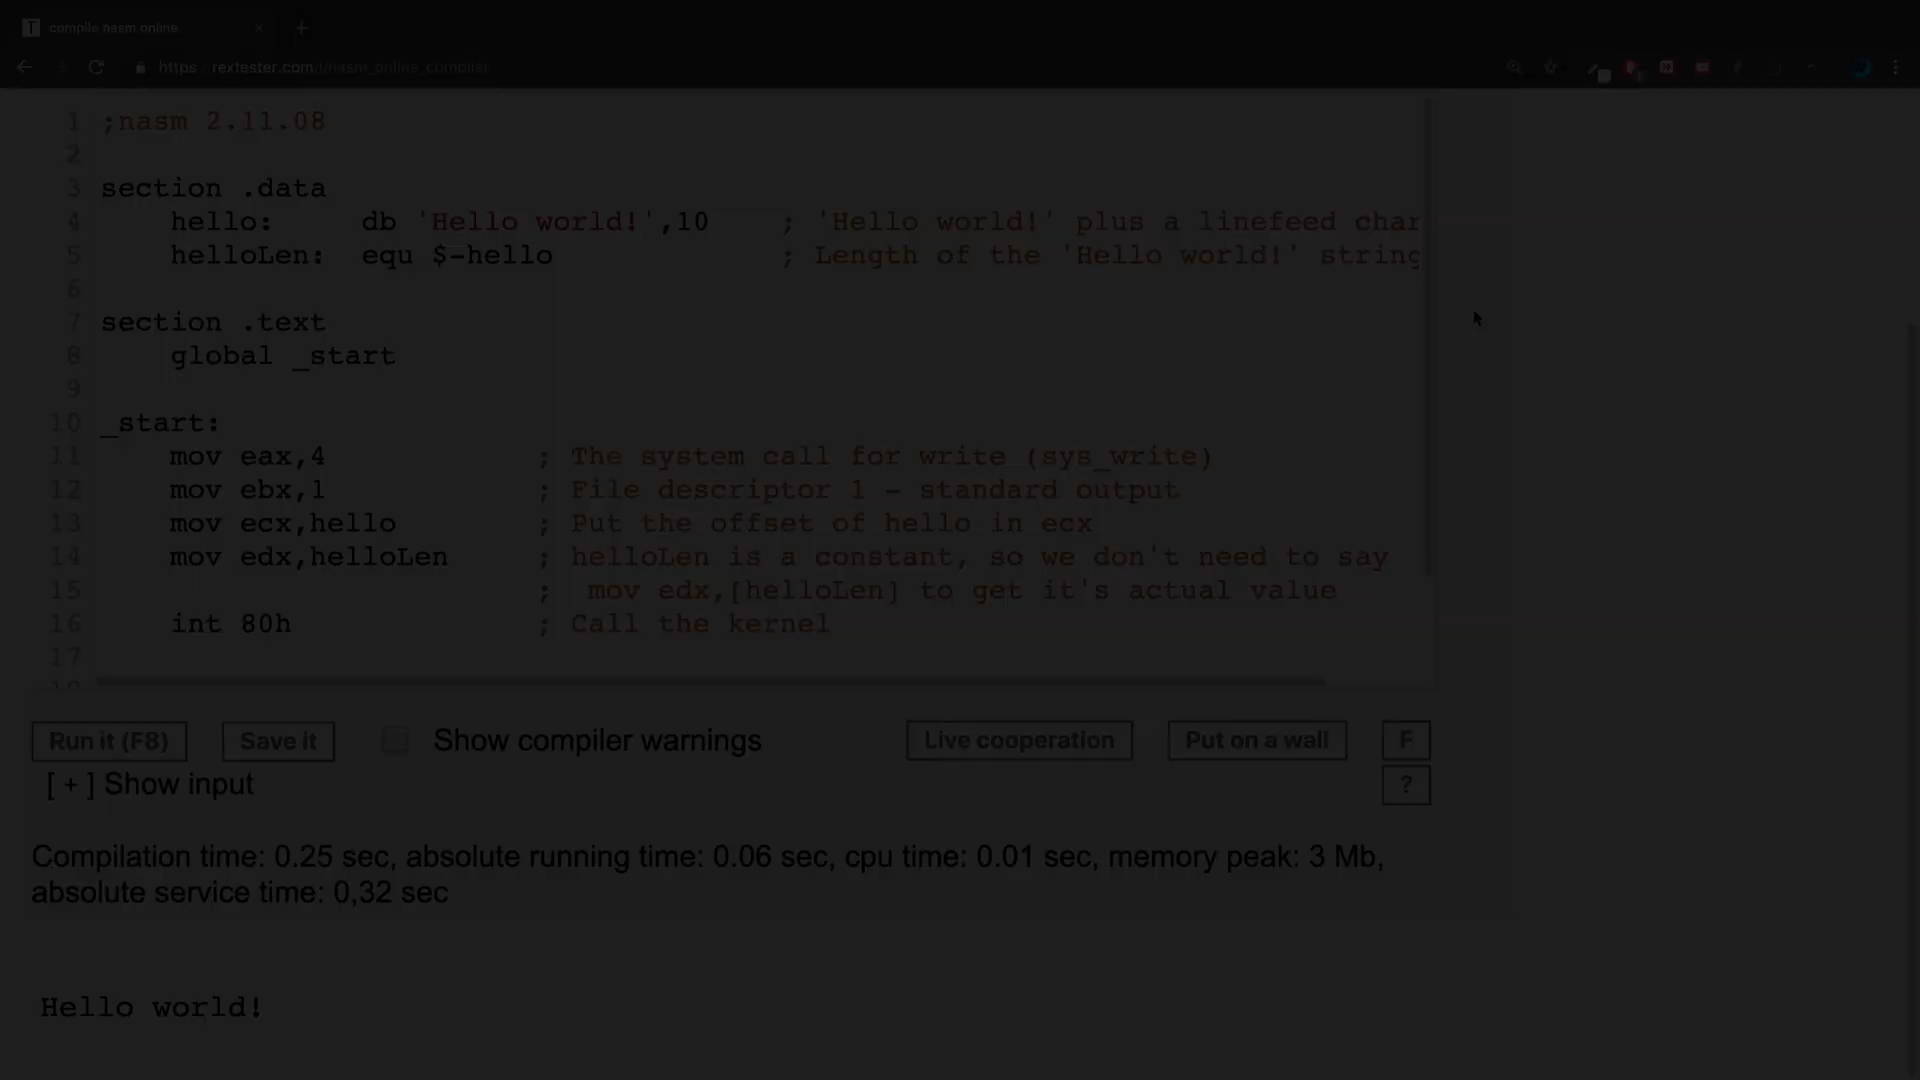 compile nasm online
https://rextester.com/l/nasm_online_compiler
1 ;nasm 2.11.08
2
3 section .data
4 hello: db 'Hello world!',10 ; 'Hello world!' plus a linefeed char
5 helloLen: equ $-hello ; Length of the 'Hello world!' string
6
7 section .text
8 global _start
9
10 _start:
11 mov eax,4 ; The system call for write (sys_write)
12 mov ebx,1 ; File descriptor 1 - standard output
13 mov ecx,hello ; Put the offset of hello in ecx
14 mov edx,helloLen ; helloLen is a constant, so we don't need to say
15 ; mov edx,[helloLen] to get it's actual value
16 int 80h ; Call the kernel
17
Run it (F8) Save it Show compiler warnings Live cooperation Put on a wall F
[ + ] Show input ?
Compilation time: 0.25 sec, absolute running time: 0.06 sec, cpu time: 0.01 sec, memory peak: 3 Mb,
absolute service time: 0,32 sec
Hello world!